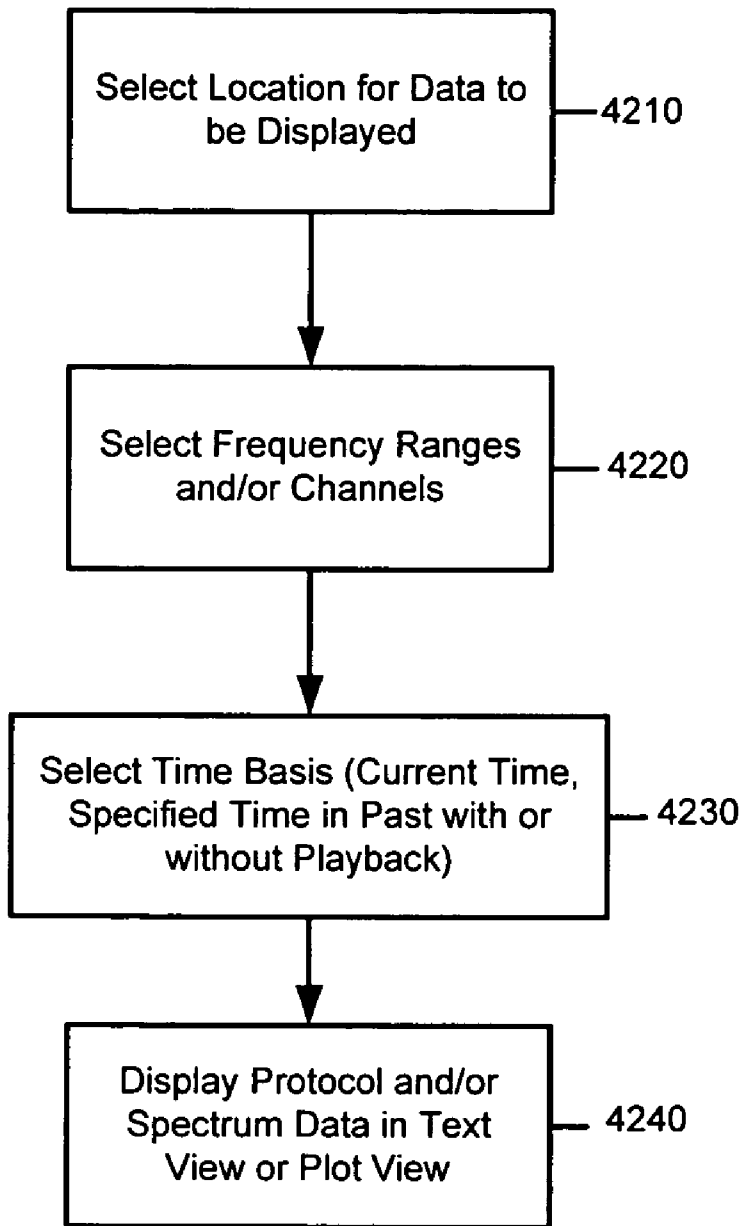 Select Location for Data to
be Displayed
4210
Select Frequency Ranges
and/or Channels
4220
Select Time Basis (Current Time,
Specified Time in Past with or
without Playback)
4230
Display Protocol and/or
Spectrum Data in Text
View or Plot View
4240